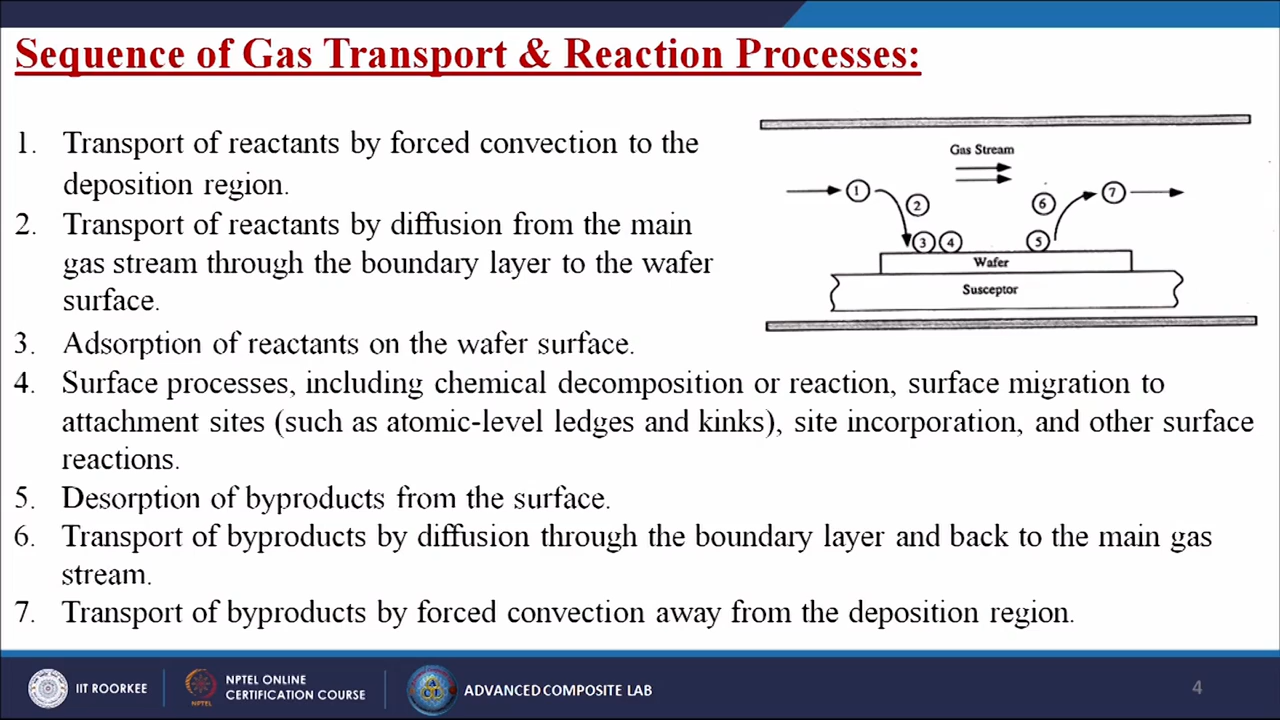 Sequence of Gas Transport & Reaction Processes:
1. Transport of reactants by forced convection to the
deposition region.
2. Transport of reactants by diffusion from the main
gas stream through the boundary layer to the wafer
surface.
3. Adsorption of reactants on the wafer surface.
4. Surface processes, including chemical decomposition or reaction, surface migration to
attachment sites (such as atomic-level ledges and kinks), site incorporation, and other surface
reactions.
5. Desorption of byproducts from the surface.
6. Transport of byproducts by diffusion through the boundary layer and back to the main gas
stream.
7. Transport of byproducts by forced convection away from the deposition region.
Gas Stream
1
2
6
7
3 4
5
Wafer
Susceptor
IIT ROORKEE
NPTEL
NPTEL ONLINE
CERTIFICATION COURSE
ACL
ADVANCED COMPOSITE LAB
4